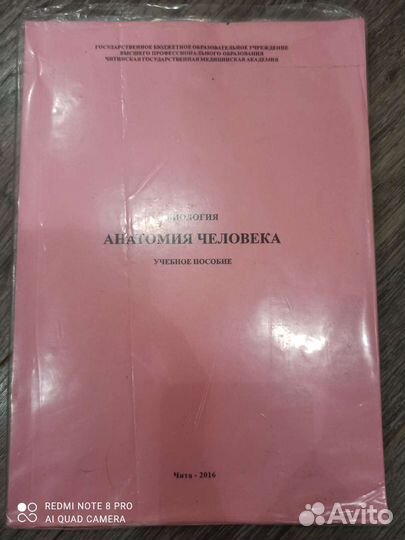 ГОСУДАРСТВЕННОЕ БЮДЖЕТНОЕ ОБРАЗОВАТЕЛЬНОЕ УЧРЕЖДЕНИЕ
ВЫСШЕГО ПРОФЕССИОНАЛЬНОГО ОБРАЗОВАНИЯ
ЧИТИНСКАЯ ГОСУДАРСТВЕННАЯ МЕДИЦИНСКАЯ АКАДЕМИЯ
БИОЛОГИЯ
АНАТОМИЯ ЧЕЛОВЕКА
УЧЕБНОЕ ПОСОБИЕ
Чита - 2016
REDMI NOTE 8 PRO
AI QUAD CAMERA
Avito